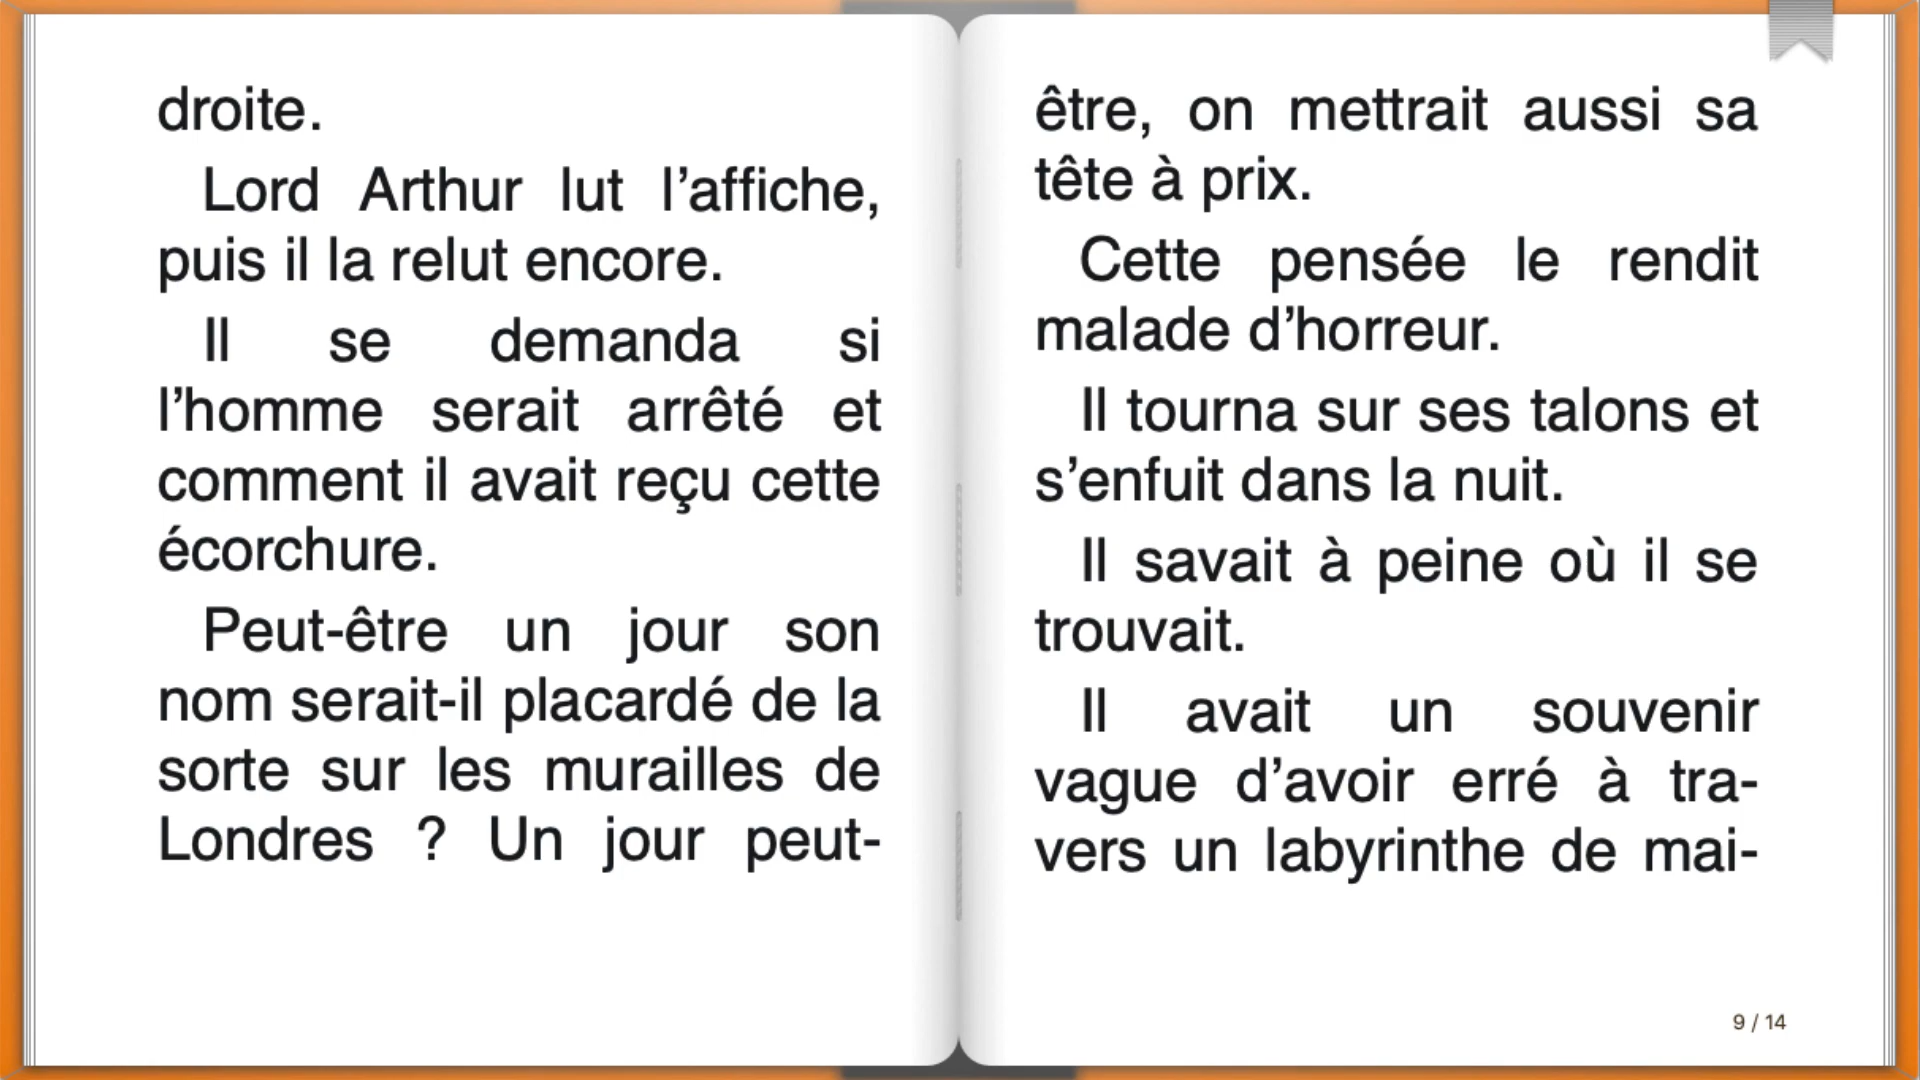 droite.
Lord Arthur lut l’affiche,
puis il la relut encore.
Il se demanda si
l’homme serait arrêté et
comment il avait reçu cette
écorchure.
Peut-être un jour son
nom serait-il placardé de la
sorte sur les murailles de
Londres ? Un jour peut-
être, on mettrait aussi sa
tête à prix.
Cette pensée le rendit
malade d’horreur.
Il tourna sur ses talons et
s’enfuit dans la nuit.
Il savait à peine où il se
trouvait.
Il avait un souvenir
vague d’avoir erré à tra-
vers un labyrinthe de mai-
9 / 14